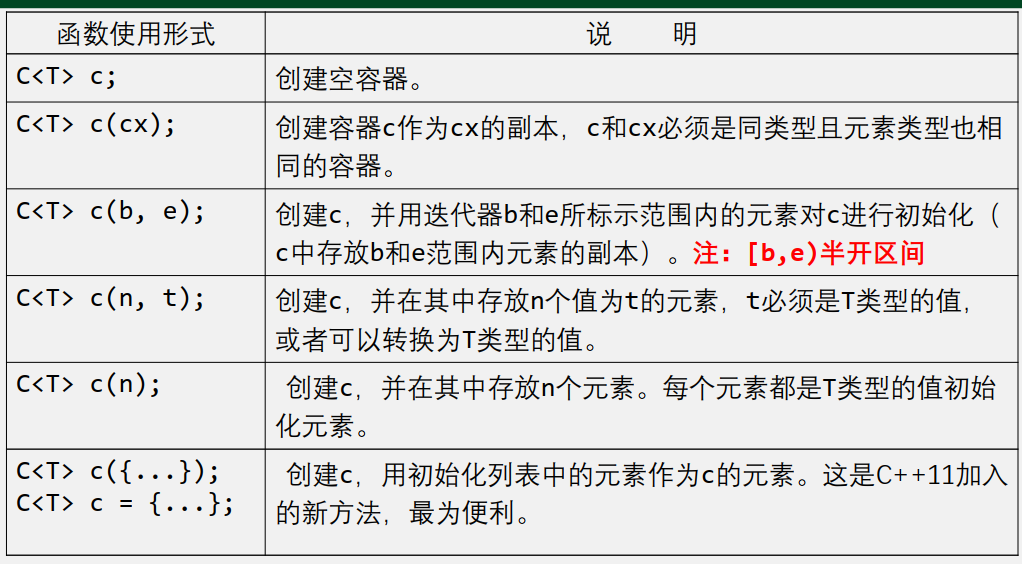 函数使用形式
说 明
C<T> c;
创建空容器。
C<T> c(cx);
创建容器c作为cx的副本，c和cx必须是同类型且元素类型也相
同的容器。
C<T> c(b, e);
创建c，并用迭代器b和e所标示范围内的元素对c进行初始化（
c中存放b和e范围内元素的副本）。注：[b,e)半开区间
C<T> c(n, t);
创建c，并在其中存放n个值为t的元素，t必须是T类型的值，
或者可以转换为T类型的值。
C<T> c(n);
创建c，并在其中存放n个元素。每个元素都是T类型的值初始
化元素。
C<T> c({...});
C<T> c = {...};
创建c，用初始化列表中的元素作为c的元素。这是C++11加入
的新方法，最为便利。